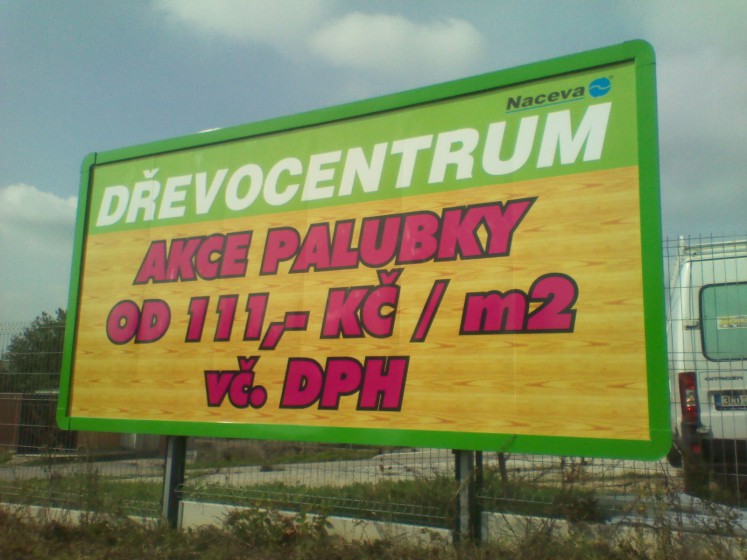 Naceva
DŘEVOCENTRUM
AKCE PALUBKY
OD 111,- KČ / m2
vč. DPH